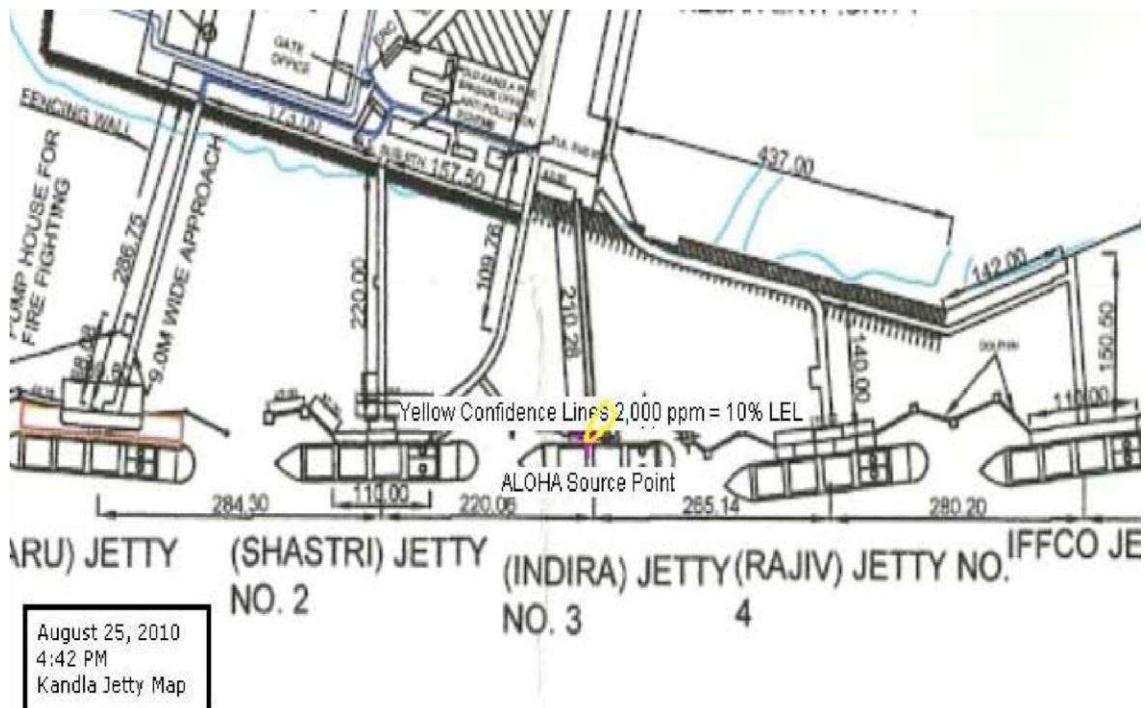 GATE
OFFICE
FENCING WALL
PUMP HOUSE FOR
FIRE FIGHTING
286.75
9.0M WIDE APPROACH
157.50
220.00
109.76
210.28
437.00
142.00
140.00
DOLPHIN
150.50
110.00
Yellow Confidence Lines 2,000 ppm = 10% LEL
ALOHA Source Point
110.00
284.30
220.06
265.14
280.20
ARU) JETTY
(SHASTRI) JETTY
NO. 2
(INDIRA) JETTY
NO. 3
(RAJIV) JETTY NO.
4
IFFCO JE
August 25, 2010
4:42 PM
Kandla Jetty Map